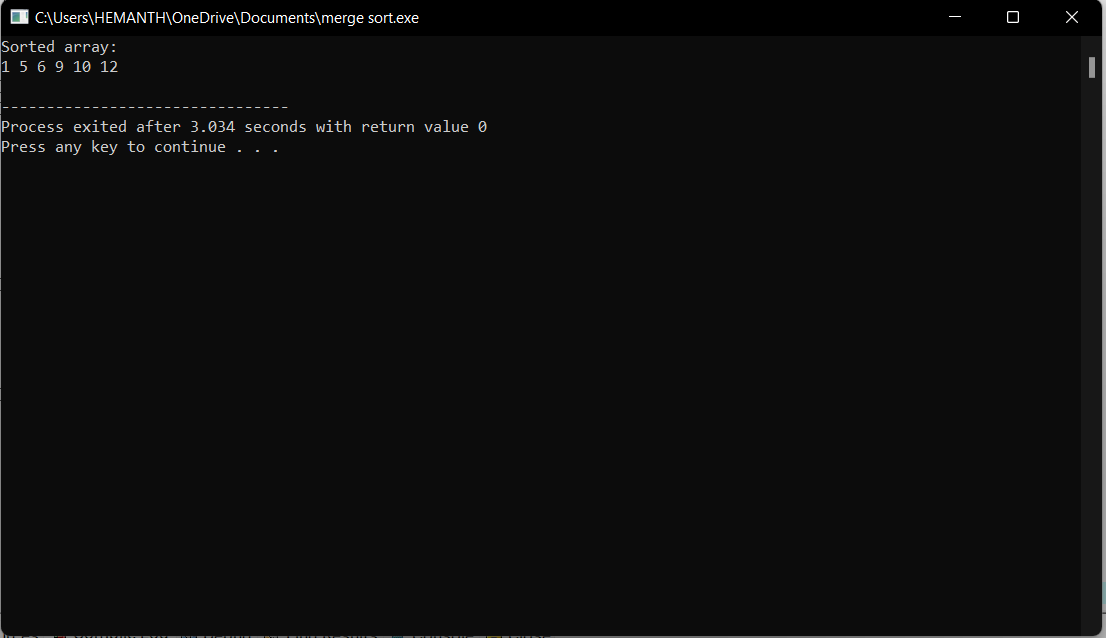 C:\Users\HEMANTH\OneDrive\Documents\merge sort.exe
Sorted array:
1 5 6 9 10 12
--------------------------------
Process exited after 3.034 seconds with return value 0
Press any key to continue . . .